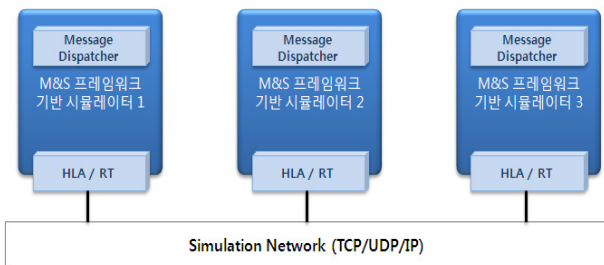 Message
Dispatcher
M&S 프레임워크
기반 시뮬레이터 1
HLA / RT
Message
Dispatcher
M&S 프레임워크
기반 시뮬레이터 2
HLA / RT
Message
Dispatcher
M&S 프레임워크
기반 시뮬레이터 3
HLA / RT
Simulation Network (TCP/UDP/IP)